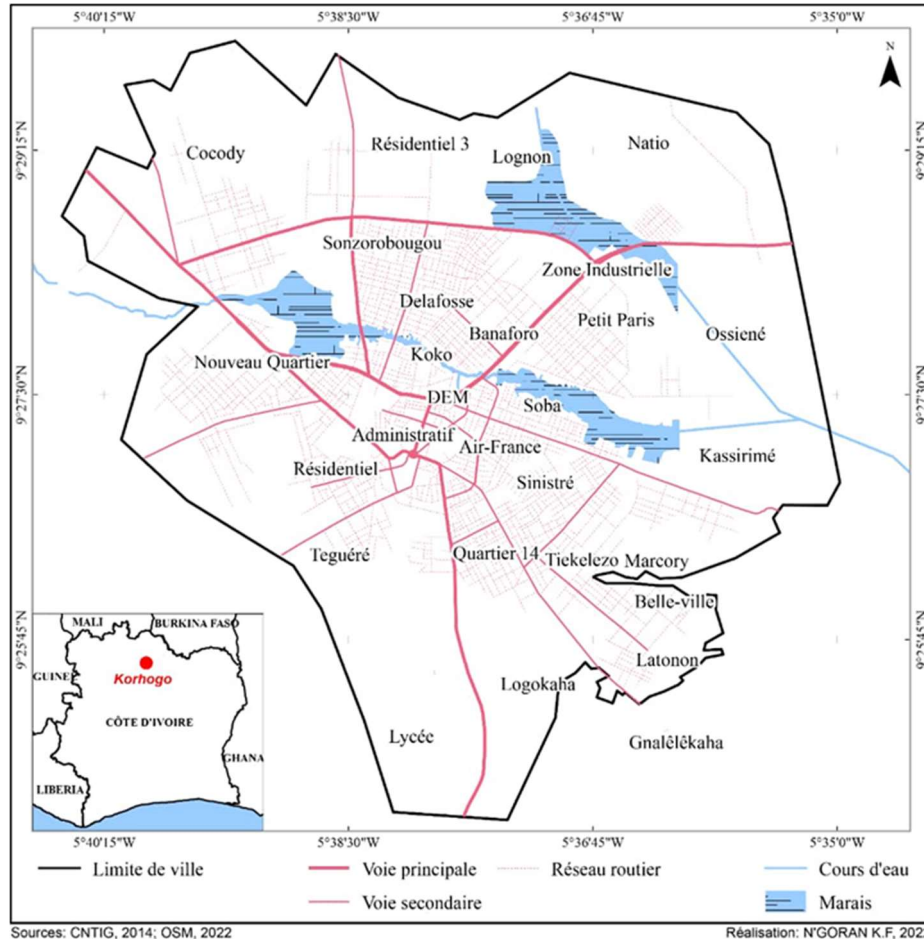 5°40'15"W
5°38'30"W
5°36'45"W
5°35'0"W
N
9°29'15"N
9°29'15"N
Cocody
Résidentiel 3
Lognon
Natio
Sonzorobougou
Zone Industrielle
Delafosse
Petit Paris
Banaforo
Ossiené
Koko
Nouveau Quartier
9°27'30"N
9°27'30"N
DEM
Soba
Administratif
Air-France
Kassirimé
Résidentiel
Sinistré
Teguéré
Quartier 14
Tiekelezo
Marcory
Belle-ville
9°25'45"N
9°25'45"N
Latonon
Logokaha
Lycée
Gnalêlêkaha
MALI
BURKINA FASO
GUINE
Korhogo
CÔTE D'IVOIRE
GHANA
LIBERIA
5°40'15"W
5°38'30"W
5°36'45"W
5°35'0"W
Limite de ville
Voie principale
Réseau routier
Cours d'eau
Voie secondaire
Marais
Sources: CNTIG, 2014; OSM, 2022
Réalisation: N'GORAN K.F, 202